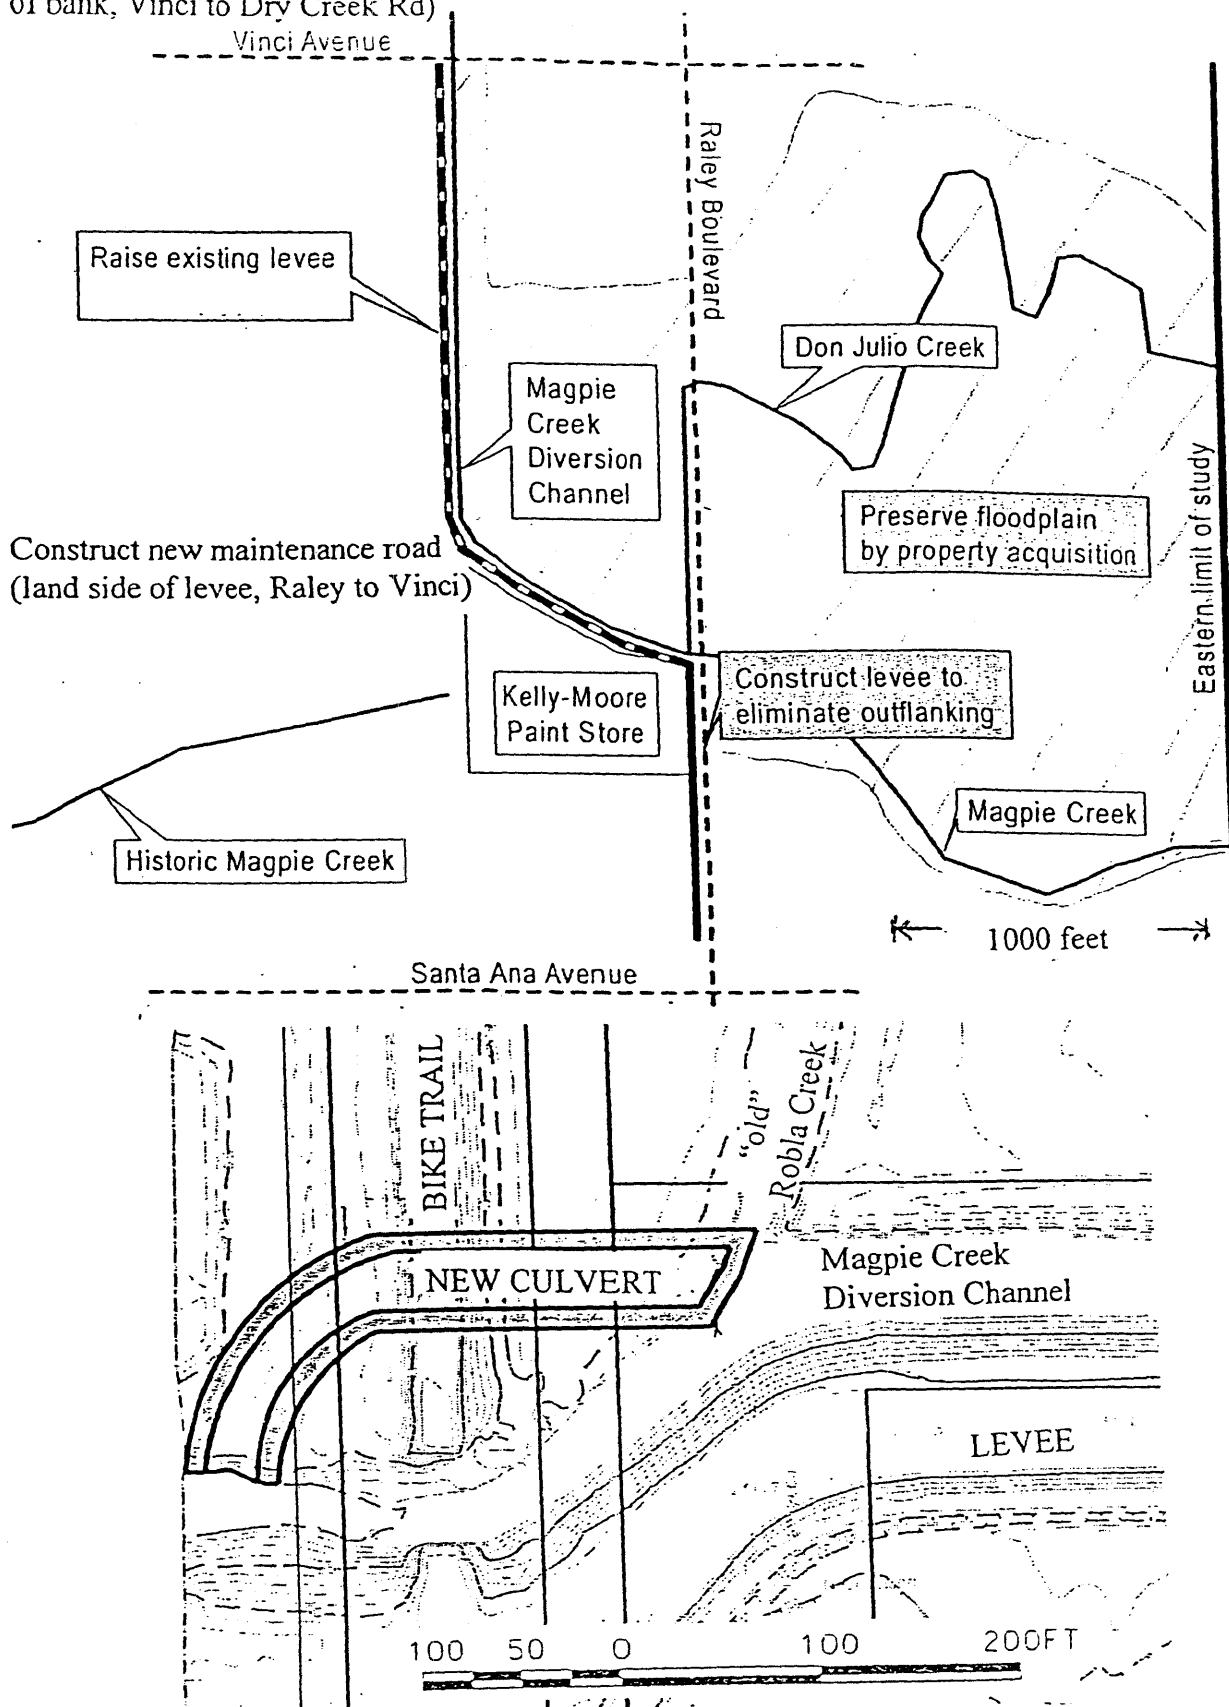 of bank, Vinci to Dry Creek Rd)
Vinci Avenue
Raley Boulevard
Raise existing levee
Don Julio Creek
Magpie
Creek
Diversion
Channel
Eastern limit of study
Preserve floodplain
by property acquisition
Construct new maintenance road
(land side of levee, Raley to Vinci)
Construct levee to
eliminate outflanking
Kelly-Moore
Paint Store
Magpie Creek
Historic Magpie Creek
1000 feet
Santa Ana Avenue
BIKE TRAIL
"old"
Robla Creek
NEW CULVERT
Magpie Creek
Diversion Channel
LEVEE
100 50 0 100 200FT